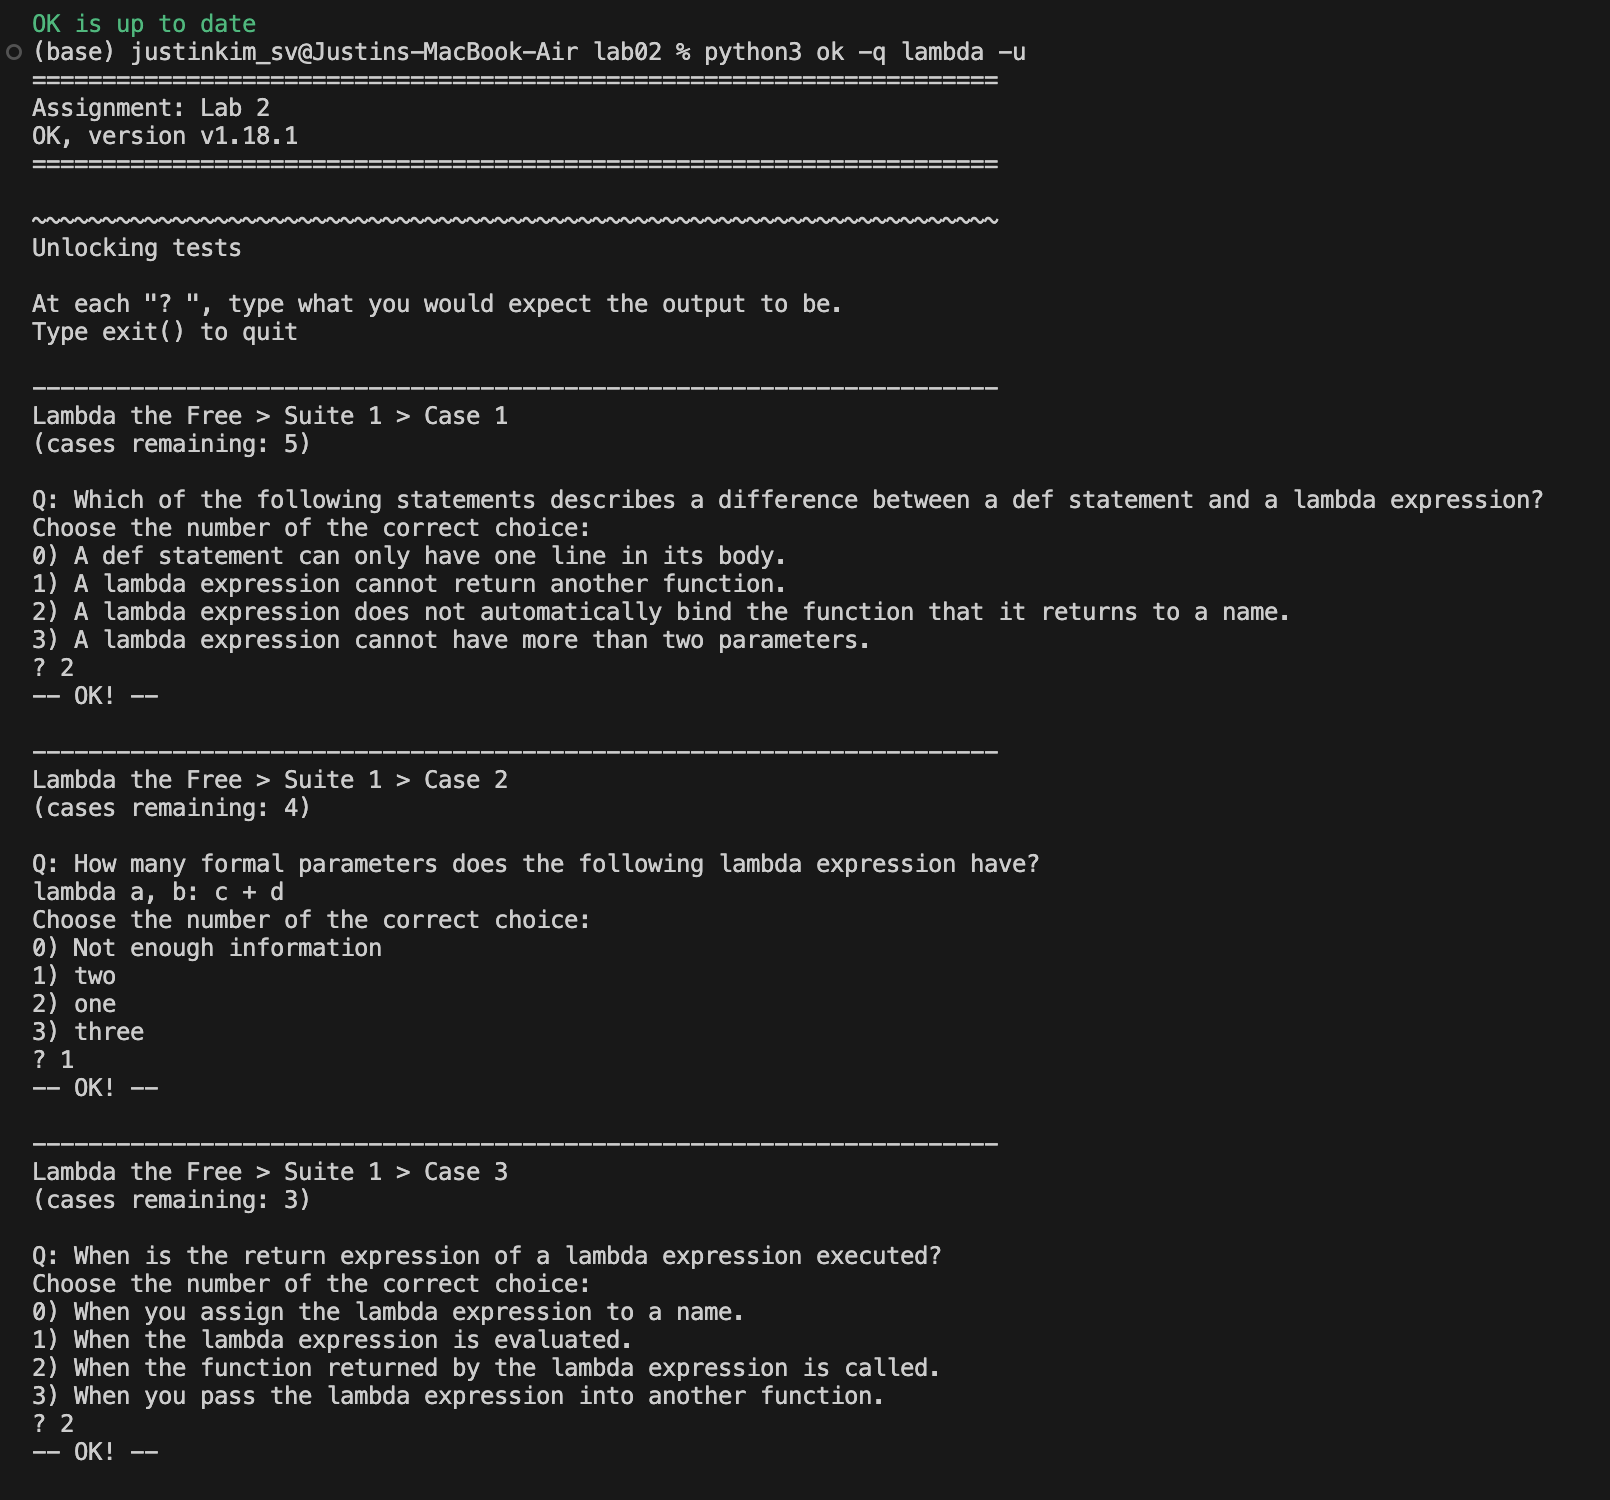 OK is up to date
(base) justinkim_sv@Justins-MacBook-Air lab02 % python3 ok -q lambda -u
=====================================================================
Assignment: Lab 2
OK, version v1.18.1
=====================================================================
~~~~~~~~~~~~~~~~~~~~~~~~~~~~~~~~~~~~~~~~~~~~~~~~~~~~~~~~~~~~~~~~~~~~~
Unlocking tests
At each "? ", type what you would expect the output to be.
Type exit() to quit
---------------------------------------------------------------------
Lambda the Free > Suite 1 > Case 1
(cases remaining: 5)
Q: Which of the following statements describes a difference between a def statement and a lambda expression?
Choose the number of the correct choice:
0) A def statement can only have one line in its body.
1) A lambda expression cannot return another function.
2) A lambda expression does not automatically bind the function that it returns to a name.
3) A lambda expression cannot have more than two parameters.
? 2
-- OK! --
---------------------------------------------------------------------
Lambda the Free > Suite 1 > Case 2
(cases remaining: 4)
Q: How many formal parameters does the following lambda expression have?
lambda a, b: c + d
Choose the number of the correct choice:
0) Not enough information
1) two
2) one
3) three
? 1
-- OK! --
---------------------------------------------------------------------
Lambda the Free > Suite 1 > Case 3
(cases remaining: 3)
Q: When is the return expression of a lambda expression executed?
Choose the number of the correct choice:
0) When you assign the lambda expression to a name.
1) When the lambda expression is evaluated.
2) When the function returned by the lambda expression is called.
3) When you pass the lambda expression into another function.
? 2
-- OK! --